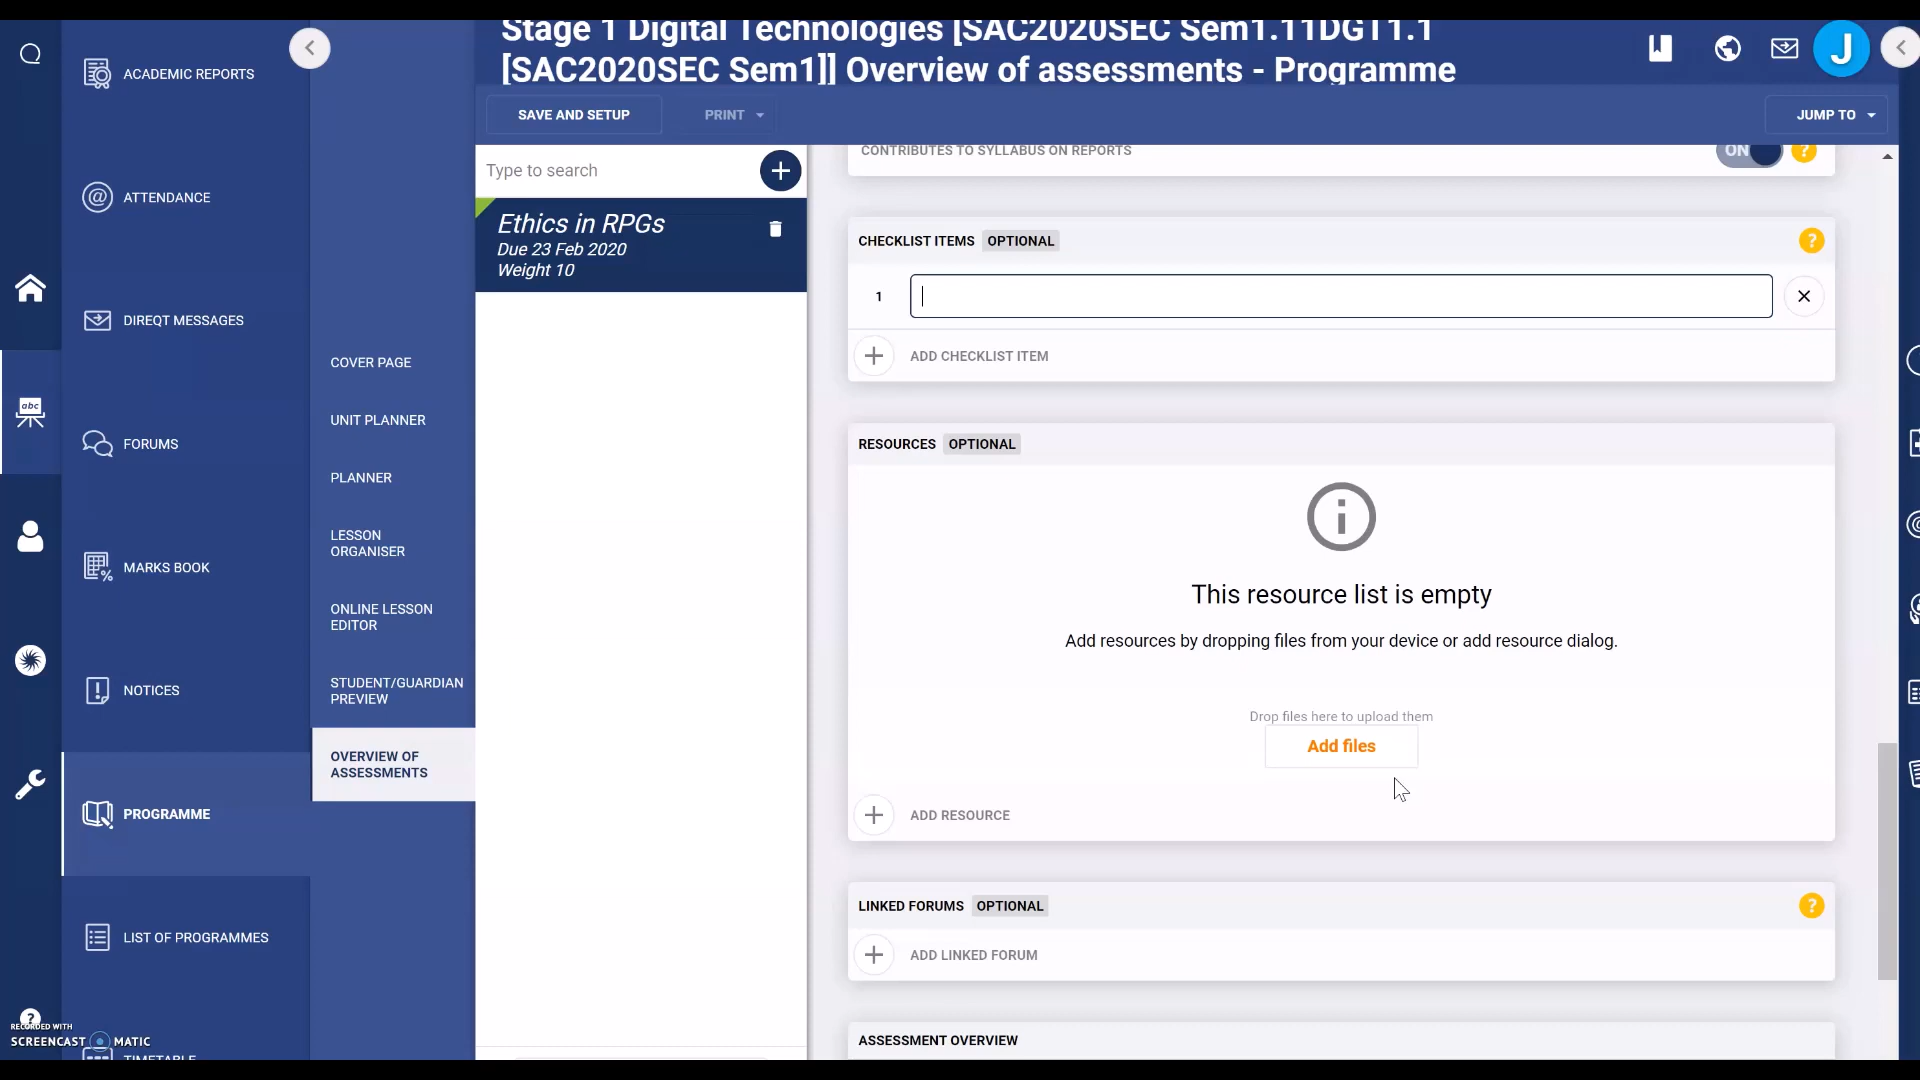 Stage 1 Digital Technologies [SAC2020SEC Sem1.11DGT1.1
[SAC2020SEC Sem1]] Overview of assessments - Programme
J
SAVE AND SETUP
PRINT
JUMP TO
ACADEMIC REPORTS
ATTENDANCE
DIREQT MESSAGES
FORUMS
MARKS BOOK
NOTICES
PROGRAMME
LIST OF PROGRAMMES
TIMETABLE
abc
?
RECORDED WITH
SCREENCAST MATIC
COVER PAGE
UNIT PLANNER
PLANNER
LESSON
ORGANISER
ONLINE LESSON
EDITOR
STUDENT/GUARDIAN
PREVIEW
OVERVIEW OF
ASSESSMENTS
Type to search
Ethics in RPGs
Due 23 Feb 2020
Weight 10
CONTRIBUTES TO SYLLABUS ON REPORTS
ON
?
CHECKLIST ITEMS OPTIONAL
?
1
ADD CHECKLIST ITEM
RESOURCES OPTIONAL
This resource list is empty
Add resources by dropping files from your device or add resource dialog.
Drop files here to upload them
Add files
ADD RESOURCE
LINKED FORUMS OPTIONAL
?
ADD LINKED FORUM
ASSESSMENT OVERVIEW